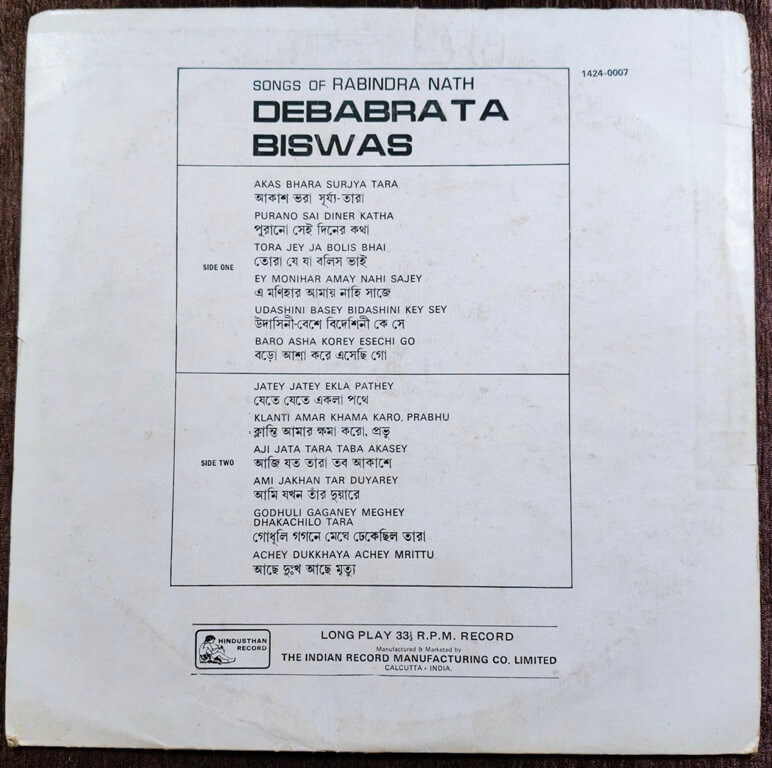 1424-0007
SONGS OF RABINDRA NATH
DEBABRATA
BISWAS
SIDE ONE
AKAS BHARA SURJYA TARA
আকাশ ভরা সূর্য্য-তারা
PURANO SAI DINER KATHA
পুরানো সেই দিনের কথা
TORA JEY JA BOLIS BHAI
তোরা যে যা বলিস ভাই
EY MONIHAR AMAY NAHI SAJEY
এ মণিহার আমায় নাহি সাজে
UDASHINI BASEY BIDASHINI KEY SEY
উদাসিনী-বেশে বিদেশিনী কে সে
BARO ASHA KOREY ESECHI GO
বড়ো আশা করে এসেছি গো
SIDE TWO
JATEY JATEY EKLA PATHEY
যেতে যেতে একলা পথে
KLANTI AMAR KHAMA KARO, PRABHU
ক্লান্তি আমার ক্ষমা করো, প্রভু
AJI JATA TARA TABA AKASEY
আজি যত তারা তব আকাশে
AMI JAKHAN TAR DUYAREY
আমি যখন তাঁর দুয়ারে
GODHULI GAGANEY MEGHEY
DHAKACHILO TARA
গোধূলি গগনে মেঘে ঢেকেছিল তারা
ACHEY DUKKHAYA ACHEY MRITTU
আছে দুঃখ আছে মৃত্যু
HINDUSTHAN
RECORD
LONG PLAY 33⅓ R.P.M. RECORD
Manufactured & Marketed by
THE INDIAN RECORD MANUFACTURING CO. LIMITED
CALCUTTA - INDIA.